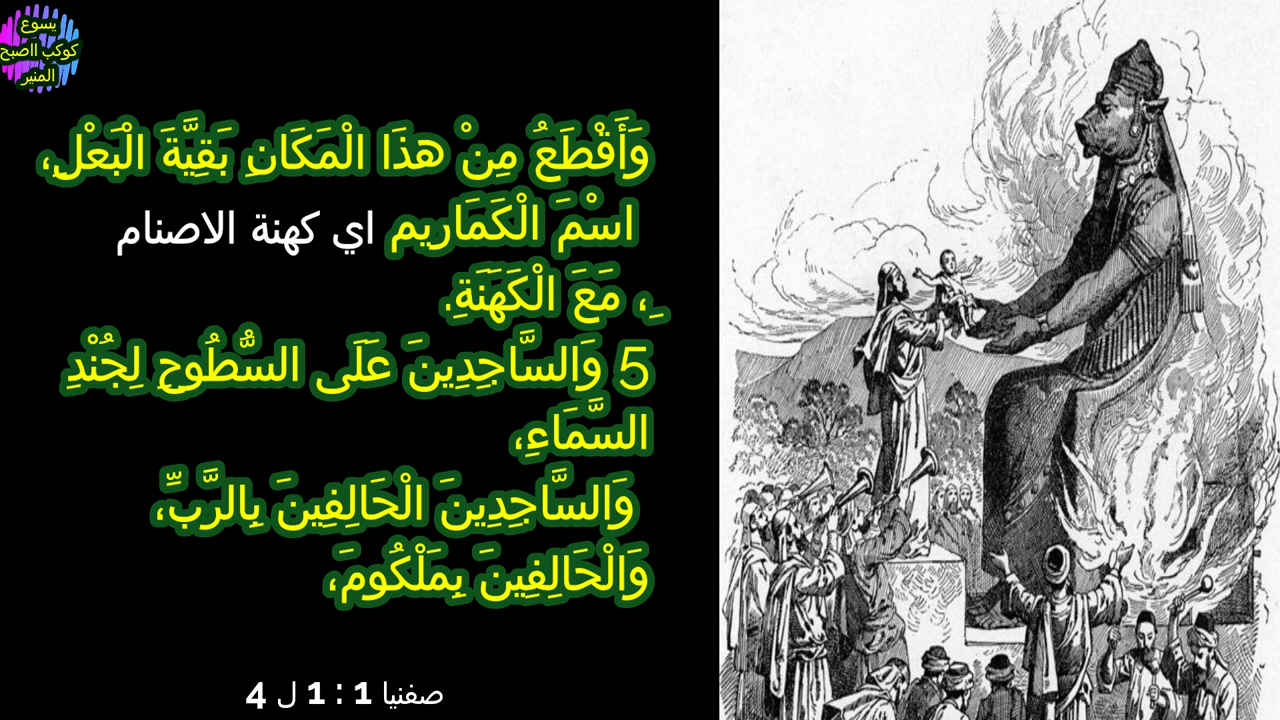 يسوع
كوكب ااصبح
المنير
وَأَقْطَعُ مِنْ هذَا الْمَكَانِ بَقِيَّةَ الْبَعْلِ،
اسْمَ الْكَمَارِيم اي كهنة الاصنام
ِ، مَعَ الْكَهَنَةِ.
5 وَالسَّاجِدِينَ عَلَى السُّطُوحِ لِجُنْدِ
السَّمَاءِ،
وَالسَّاجِدِينَ الْحَالِفِينَ بِالرَّبِّ،
وَالْحَالِفِينَ بِمَلْكُومَ،
صفنيا 1 : 1 ل 4